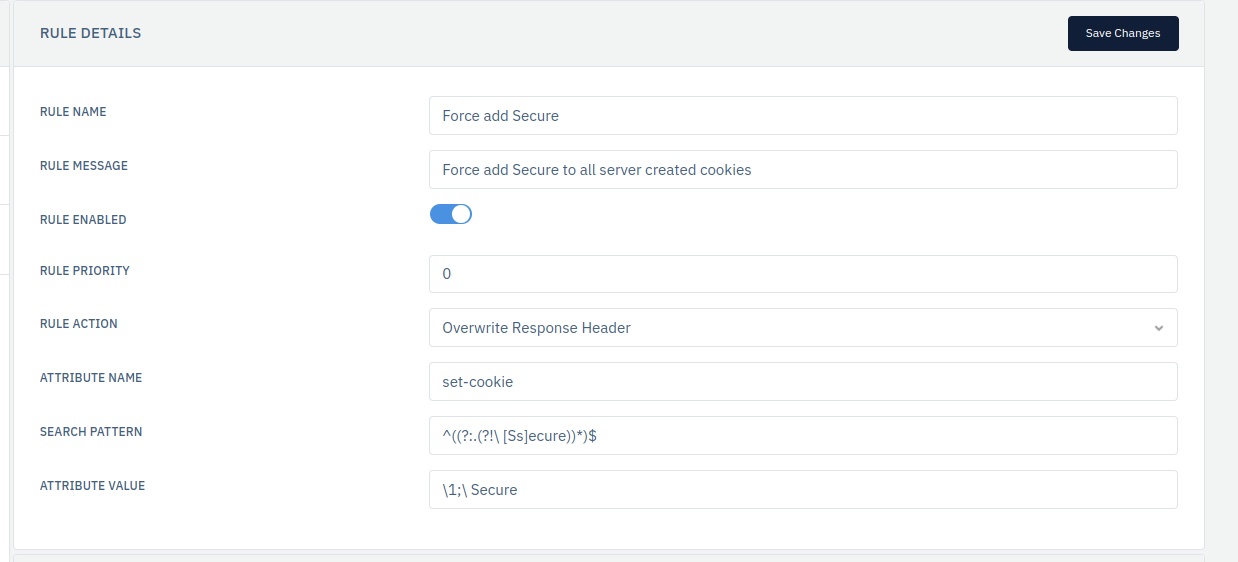 RULE DETAILS
Save Changes
RULE NAME
Force add Secure
RULE MESSAGE
Force add Secure to all server created cookies
RULE ENABLED
RULE PRIORITY
0
RULE ACTION
Overwrite Response Header
ATTRIBUTE NAME
set-cookie
SEARCH PATTERN
^((?:.(?!\ [Ss]ecure))*)$
ATTRIBUTE VALUE
\1;\ Secure